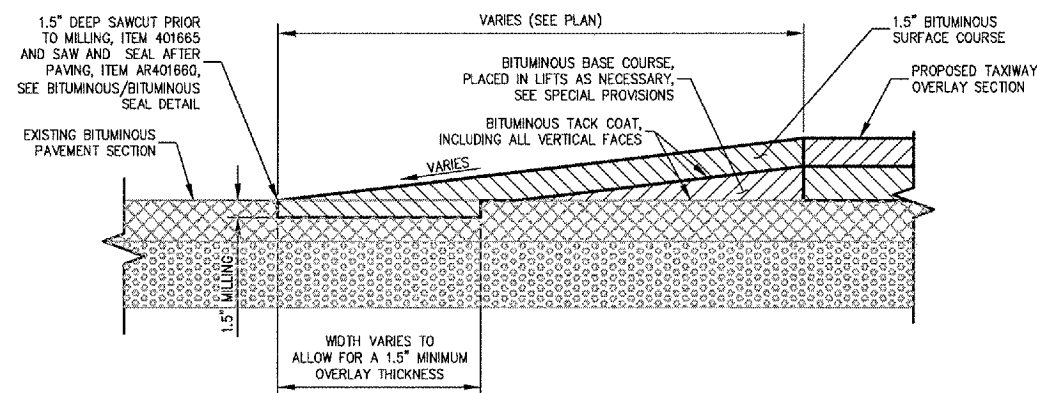 1.5" DEEP SAWCUT PRIOR
TO MILLING, ITEM 401665
AND SAW AND SEAL AFTER
PAVING, ITEM AR401660,
SEE BITUMINOUS/BITUMINOUS
SEAL DETAIL
EXISTING BITUMINOUS
PAVEMENT SECTION
VARIES (SEE PLAN)
BITUMINOUS BASE COURSE,
PLACED IN LIFTS AS NECESSARY,
SEE SPECIAL PROVISIONS
BITUMINOUS TACK COAT,
INCLUDING ALL VERTICAL FACES
VARIES
1.5" BITUMINOUS
SURFACE COURSE
PROPOSED TAXIWAY
OVERLAY SECTION
1.5" MILLING
WIDTH VARIES TO
ALLOW FOR A 1.5" MINIMUM
OVERLAY THICKNESS